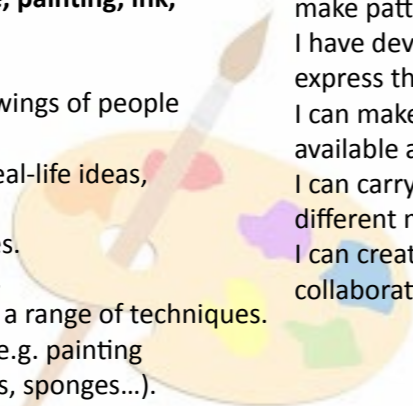 painting, ink,
wings of people
eal-life ideas,
es.
a range of techniques.
e.g. painting
s, sponges...).
make patt
I have dev
express th
I can make
available a
I can carry
different n
I can creat
collaborat